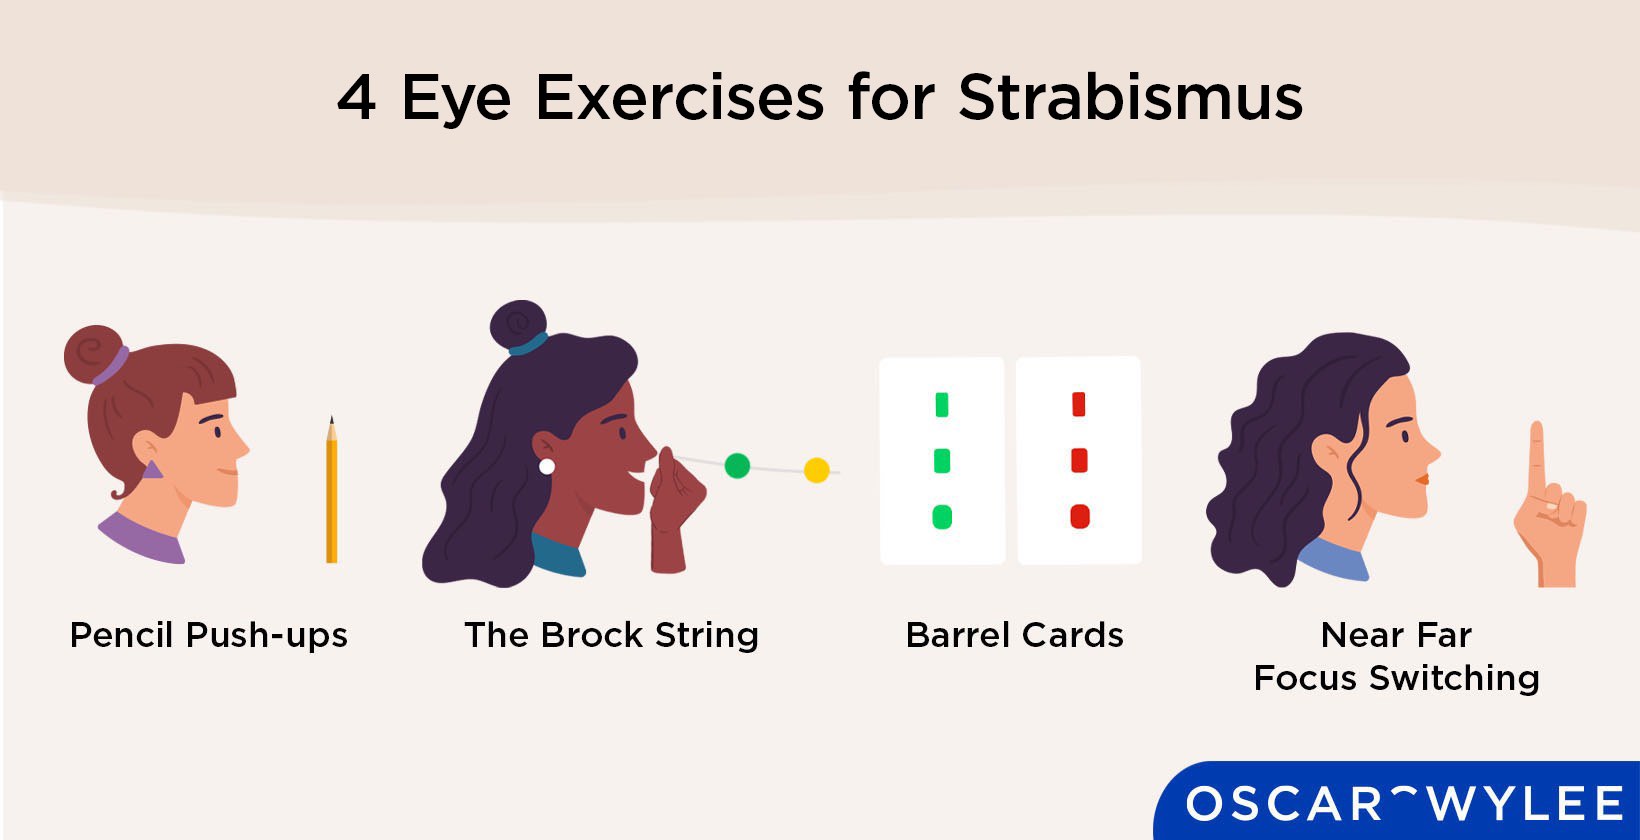 4 Eye Exercises for Strabismus
Pencil Push-ups
The Brock String
Barrel Cards
Near Far
Focus Switching
OSCAR WYLEE